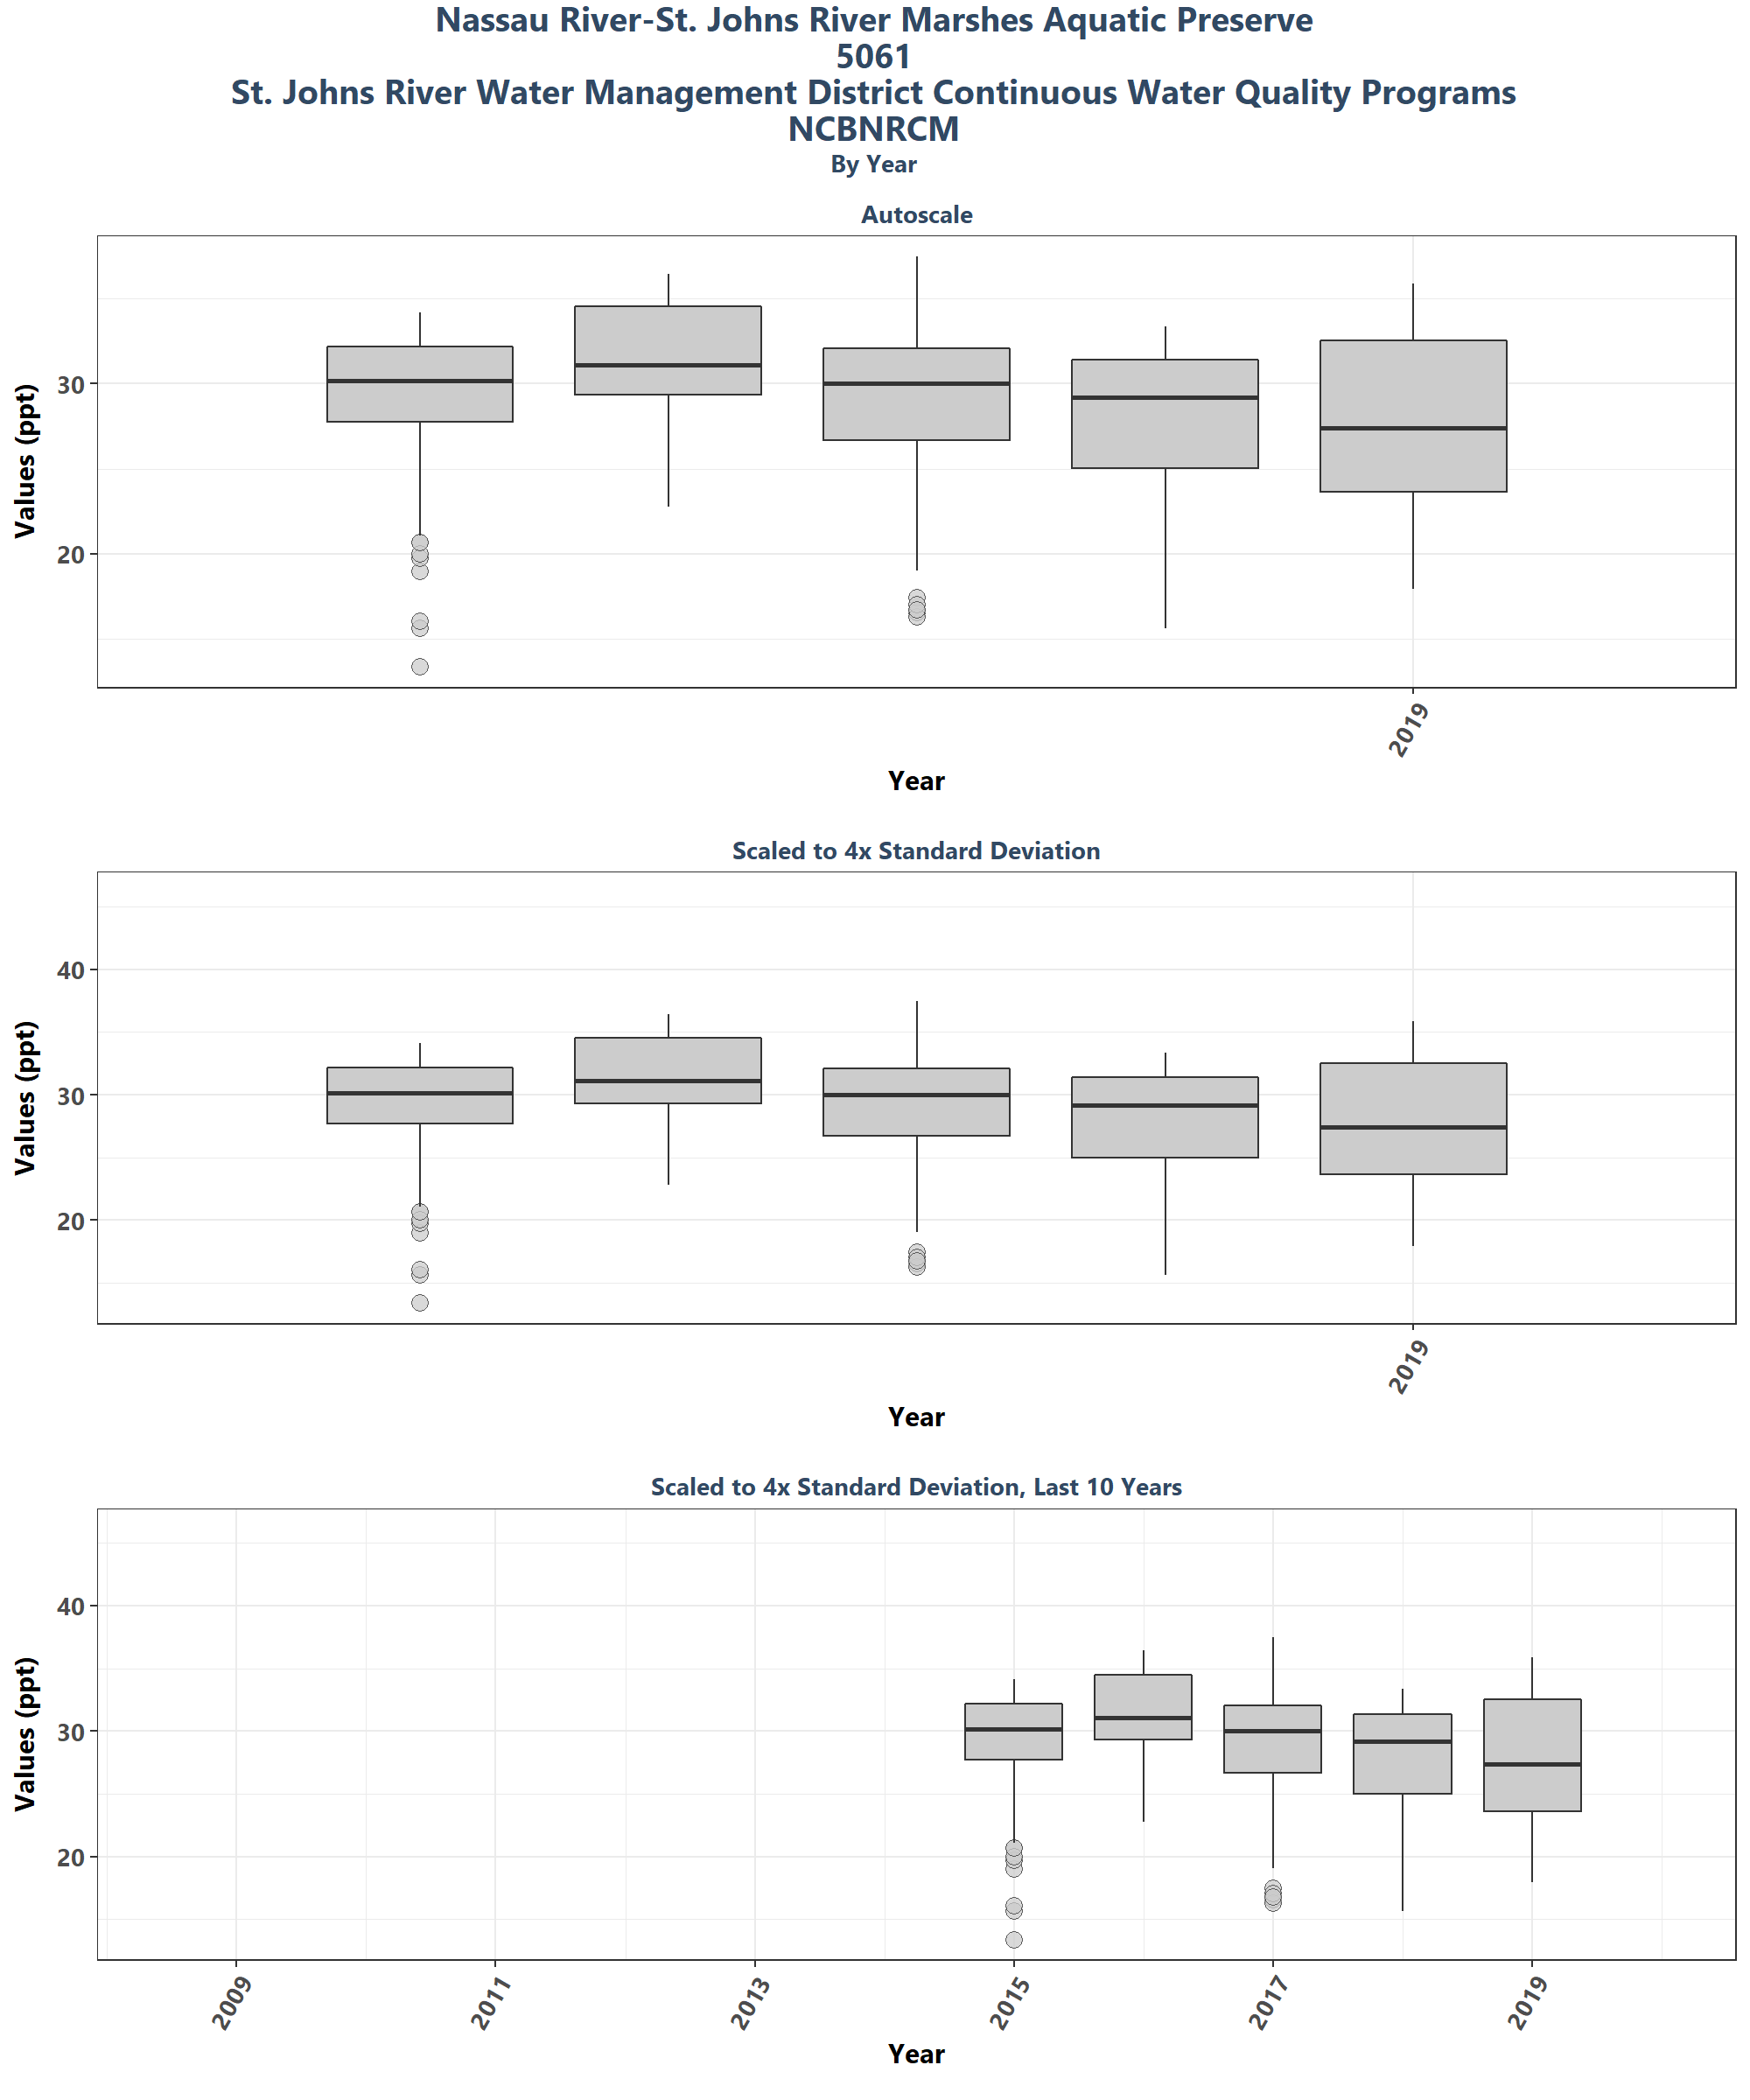 Nassau River-St. Johns River Marshes Aquatic Preserve
5061
St. Johns River Water Management District Continuous Water Quality Programs
NCBNRCM
By Year
Autoscale
Values (ppt)
30
20
2019
Year
Scaled to 4x Standard Deviation
Values (ppt)
40
30
20
2019
Year
Scaled to 4x Standard Deviation, Last 10 Years
Values (ppt)
40
30
20
2009 2011 2013 2015 2017 2019
Year